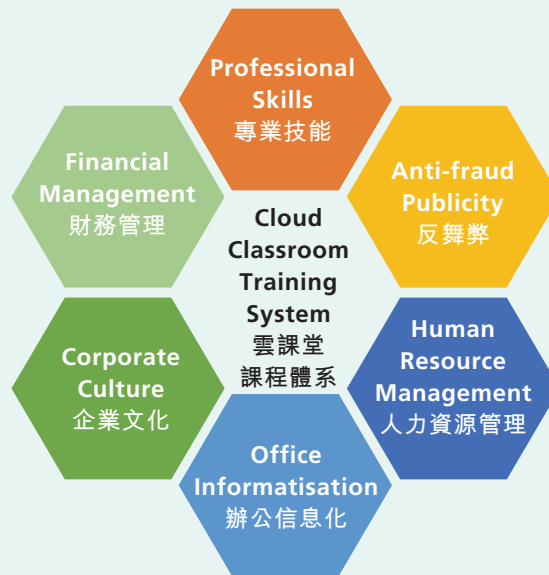 Professional
Skills
專業技能
Financial
Management
財務管理
Anti-fraud
Publicity
反舞弊
Cloud
Classroom
Training
System
雲課堂
課程體系
Corporate
Culture
企業文化
Human
Resource
Management
人力資源管理
Office
Informatisation
辦公信息化